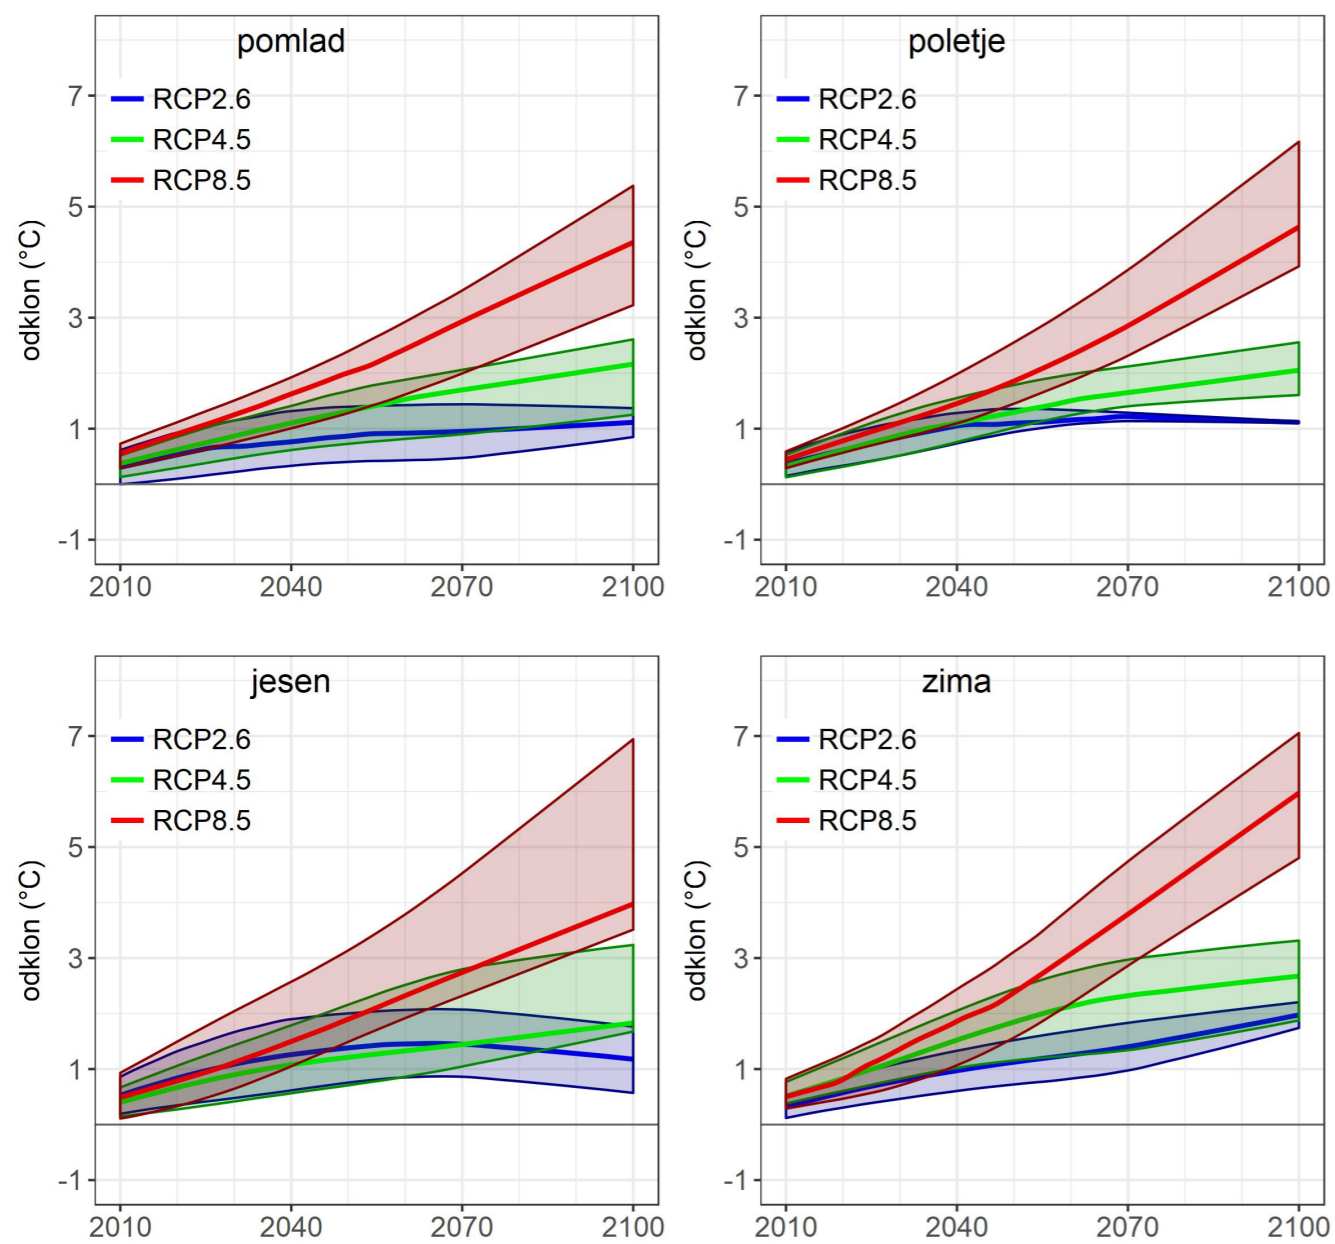 pomlad
RCP2.6
RCP4.5
RCP8.5
odklon (°C)
7
5
3
1
-1
2010 2040 2070 2100
poletje
RCP2.6
RCP4.5
RCP8.5
odklon (°C)
7
5
3
1
-1
2010 2040 2070 2100
jesen
RCP2.6
RCP4.5
RCP8.5
odklon (°C)
7
5
3
1
-1
2010 2040 2070 2100
zima
RCP2.6
RCP4.5
RCP8.5
odklon (°C)
7
5
3
1
-1
2010 2040 2070 2100